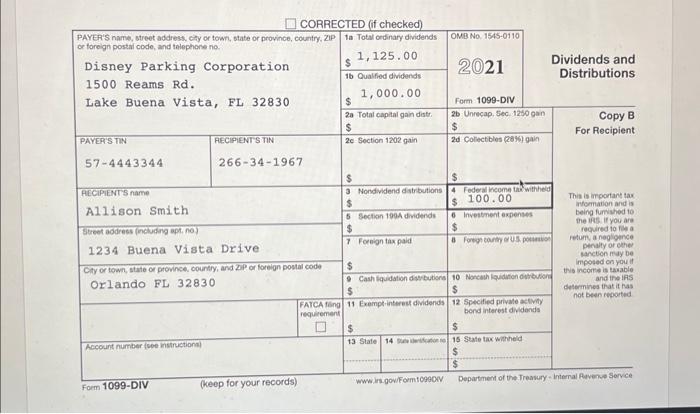 CORRECTED (if checked)
PAYER'S name, street address, city or town, state or province, country, ZIP
or foreign postal code, and telephone no.
Disney Parking Corporation
1500 Reams Rd.
Lake Buena Vista, FL 32830
1a Total ordinary dividends
$ 1,125.00
1b Qualified dividends
$ 1,000.00
OMB No. 1545-0110
2021
Form 1099-DIV
Dividends and
Distributions
2a Total capital gain distr.
$
2b Unrecap. Sec. 1250 gain
$
Copy B
For Recipient
PAYER'S TIN
57-4443344
RECIPIENT'S TIN
266-34-1967
2c Section 1202 gain
$
2d Collectibles (28%) gain
$
RECIPIENT'S name
Allison Smith
3 Nondividend distributions
$
4 Federal income tax withheld
$ 100.00
This is important tax
information and is
being furnished to
the IRS. If you are
required to file a
return, a negligence
penalty or other
sanction may be
imposed on you if
this income is taxable
and the IRS
determines that it has
not been reported.
5 Section 199A dividends
$
6 Investment expenses
$
Street address (including apt. no.)
1234 Buena Vista Drive
7 Foreign tax paid
$
8 Foreign country or U.S. possession
City or town, state or province, country, and ZIP or foreign postal code
Orlando FL 32830
9 Cash liquidation distributions
$
10 Noncash liquidation distributions
$
FATCA filing
requirement
11 Exempt-interest dividends
$
12 Specified private activity
bond interest dividends
$
Account number (see instructions)
13 State
14 State identification no.
15 State tax withheld
$
$
Form 1099-DIV
(keep for your records)
www.irs.gov/Form1099DIV
Department of the Treasury - Internal Revenue Service